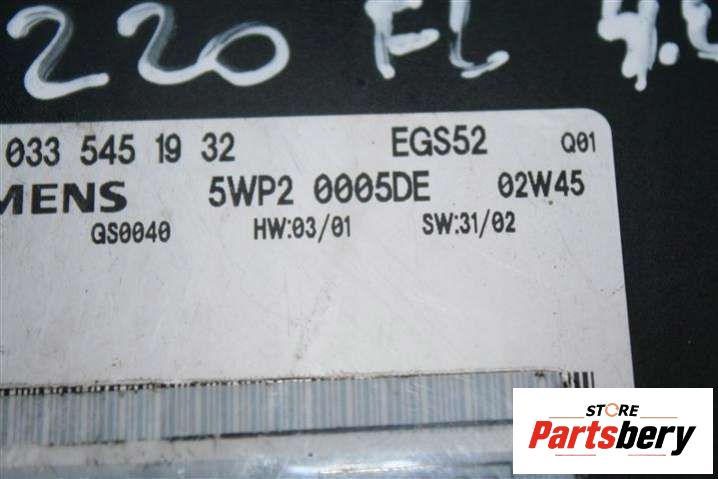 220 FL 4.
033 545 19 32 EGS52 Q01
MENS 5WP2 0005DE 02W45
GS0040 HW:03/01 SW:31/02
STORE
Partsbery